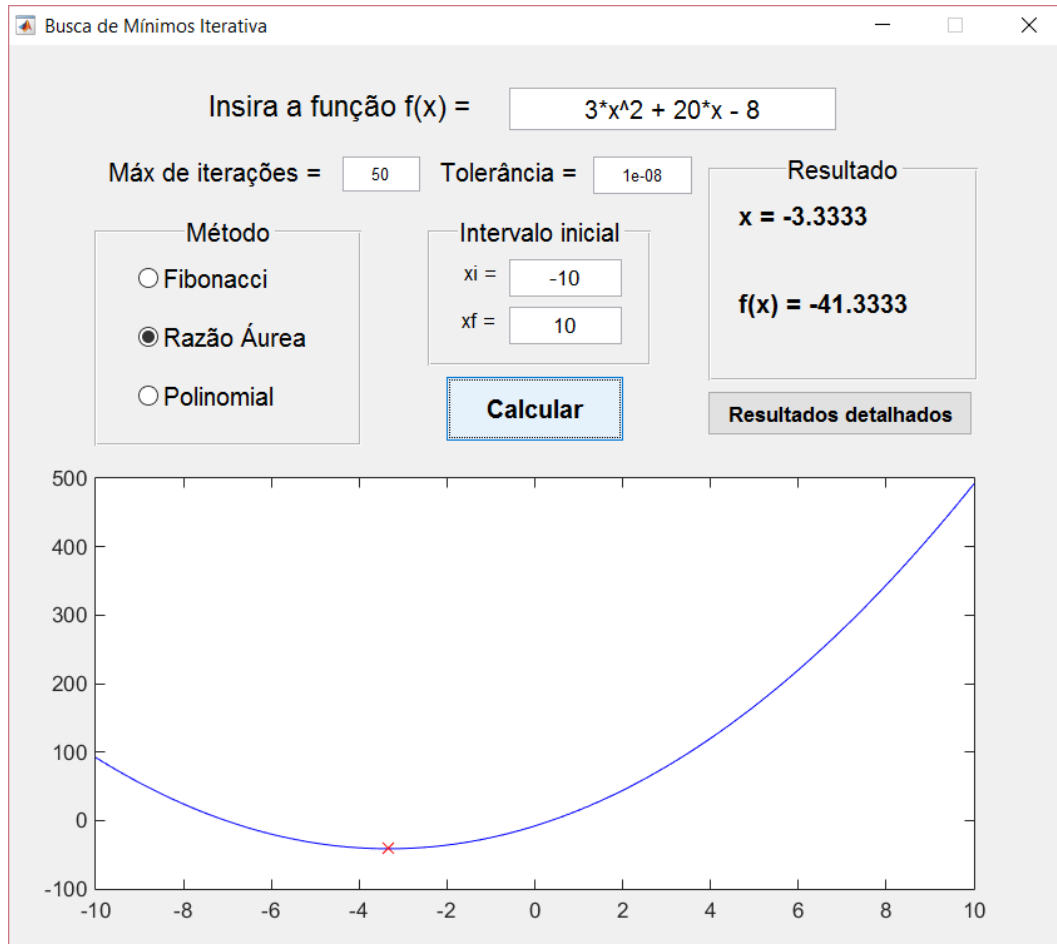 Busca de Mínimos Iterativa
Insira a função f(x) = 3*x^2 + 20*x - 8
Máx de iterações = 50 Tolerância = 1e-08
Resultado
x = -3.3333
f(x) = -41.3333
Método
Fibonacci
Razão Áurea
Polinomial
Intervalo inicial
xi = -10
xf = 10
Calcular
Resultados detalhados
500
400
300
200
100
0
-100
-10 -8 -6 -4 -2 0 2 4 6 8 10